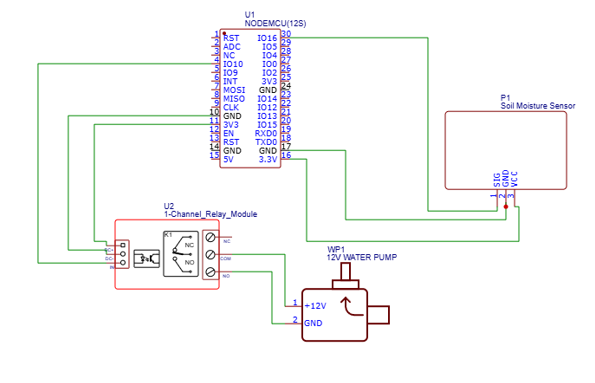 U1
NODEMCU(12S)
1 RST IO16 30
2 ADC IO5 29
3 NC IO4 28
4 IO10 IO0 27
5 IO9 IO2 26
6 INT 3V3 25
7 MOSI GND 24
8 MISO IO14 23
9 CLK IO12 22
10 GND IO13 21
11 3V3 IO15 20
12 EN RXD0 19
13 RST TXD0 18
14 GND GND 17
15 5V 3.3V 16
P1
Soil Moisture Sensor
SIG GND VCC
1 2 3
U2
1-Channel_Relay_Module
K1
NC
NO
DC+
DC-
NC
COM
NO
WP1
12V WATER PUMP
1 +12V
2 GND